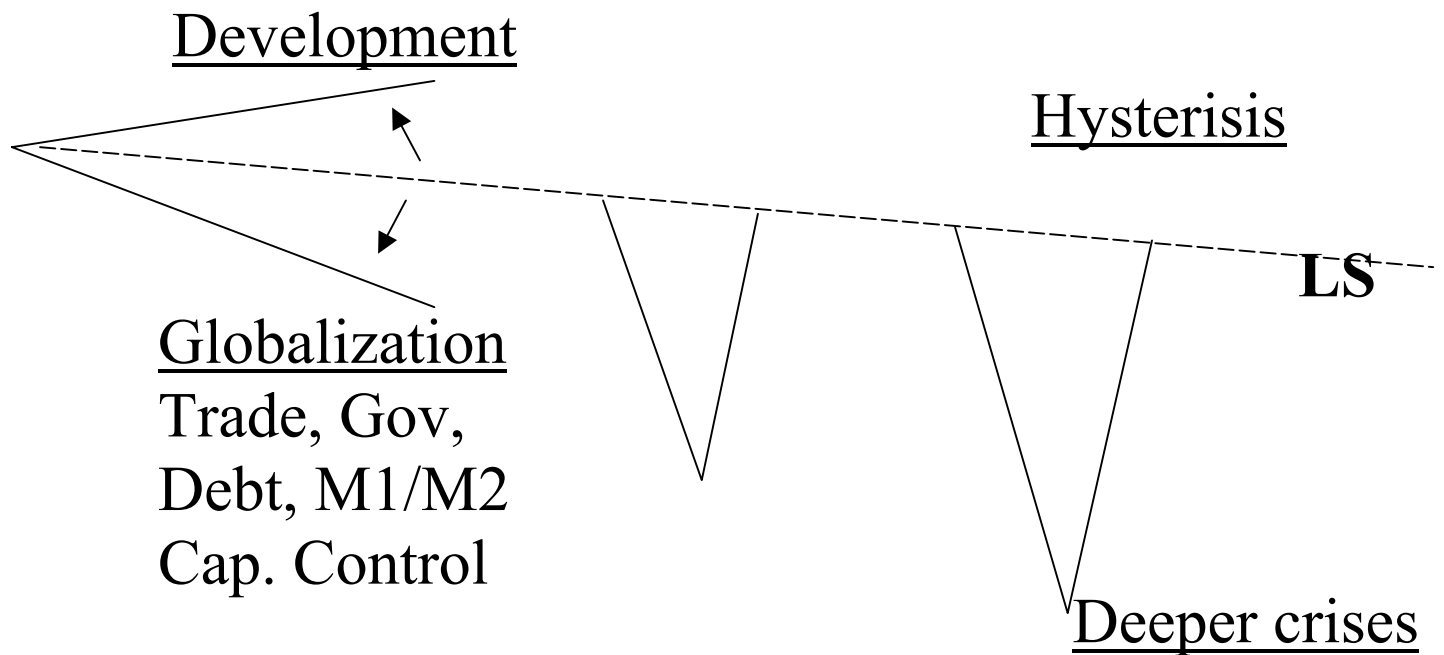 Development
Hysterisis
LS
Globalization
Trade, Gov,
Debt, M1/M2
Cap. Control
Deeper crises